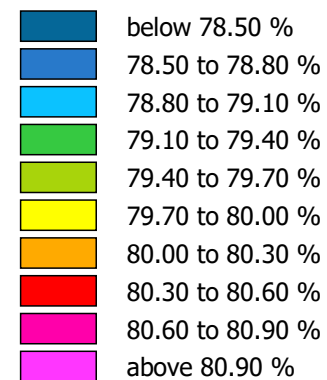 below 78.50 %
78.50 to 78.80 %
78.80 to 79.10 %
79.10 to 79.40 %
79.40 to 79.70 %
79.70 to 80.00 %
80.00 to 80.30 %
80.30 to 80.60 %
80.60 to 80.90 %
above 80.90 %